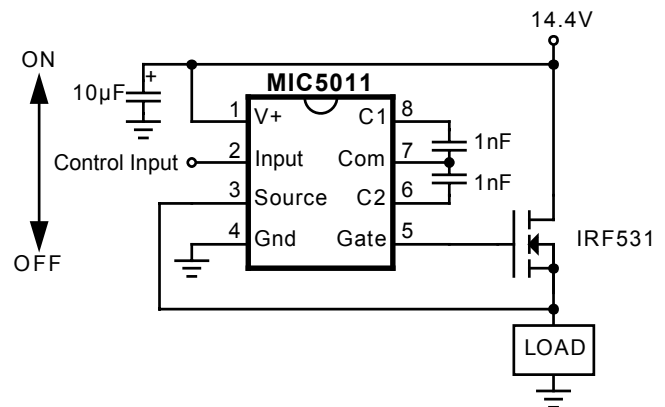 14.4V
ON
10µF
+
MIC5011
1 V+ C1 8
1nF
Control Input
2 Input Com 7
1nF
3 Source C2 6
4 Gnd Gate 5
IRF531
OFF
LOAD